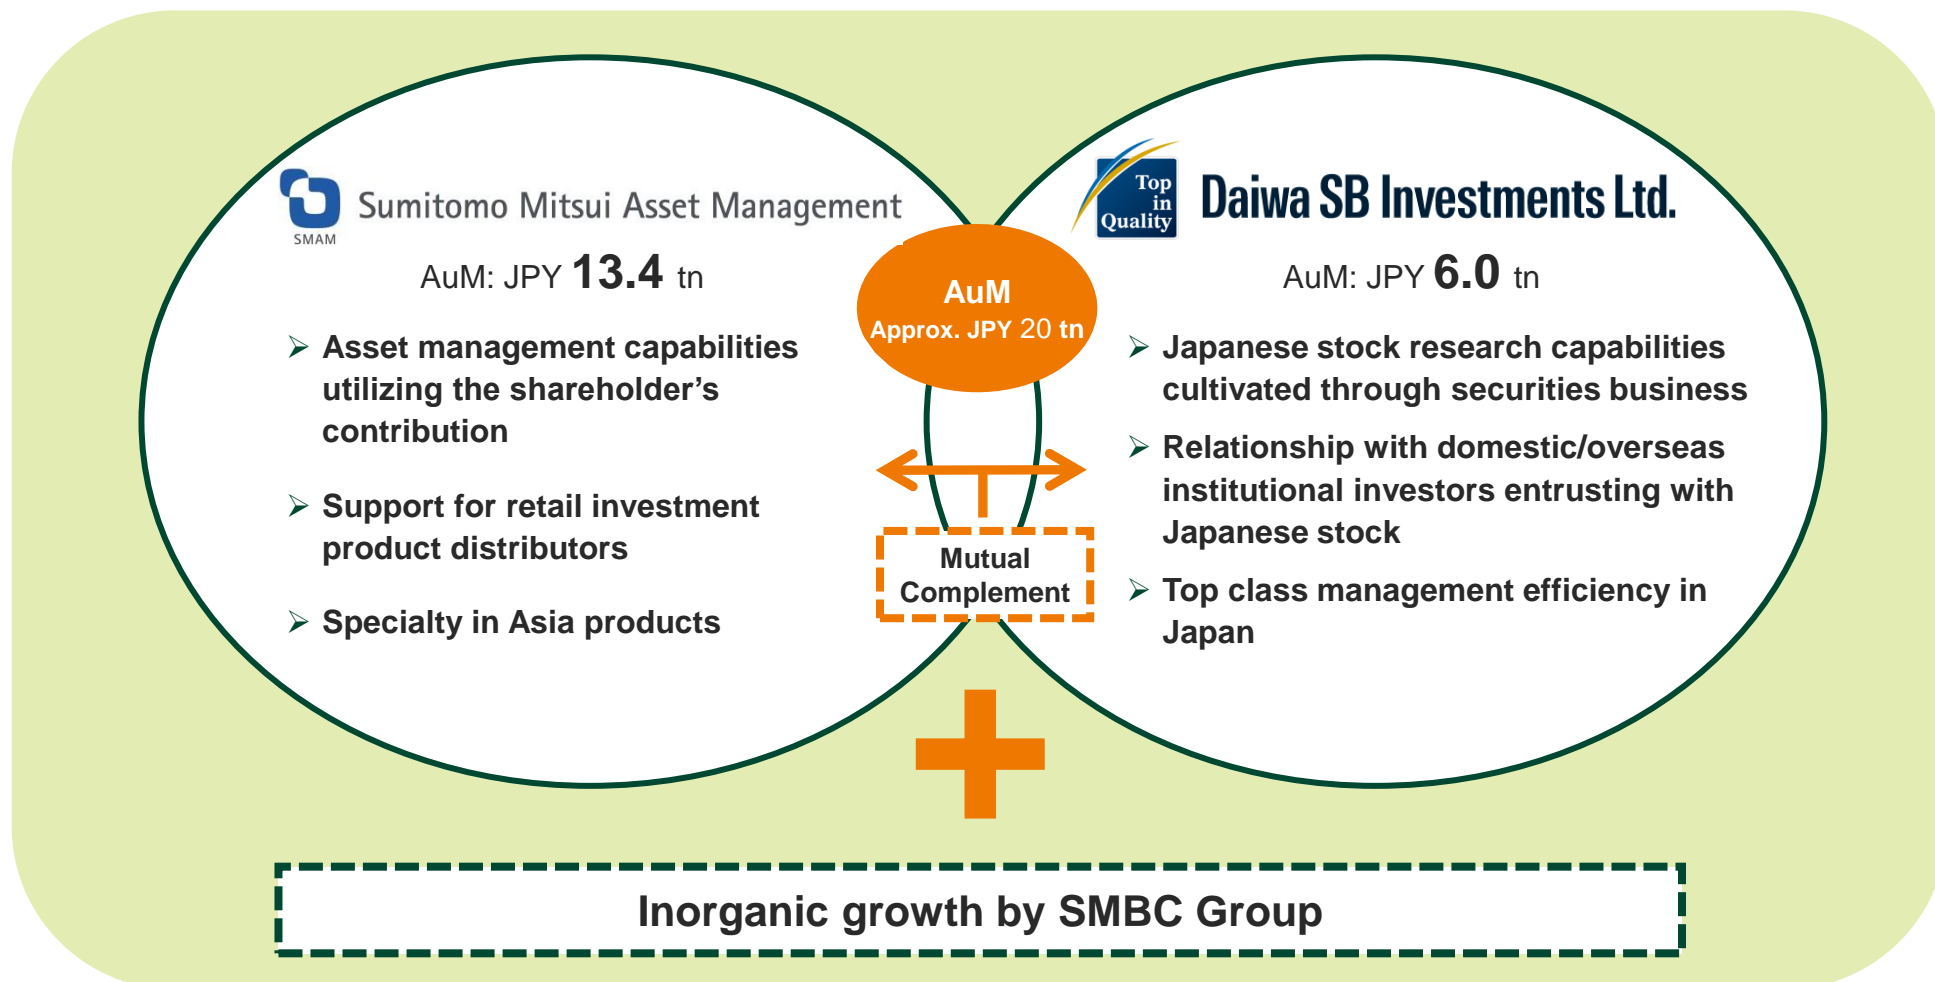 SMAM
Sumitomo Mitsui Asset Management
AuM: JPY 13.4 tn
➢ Asset management capabilities
utilizing the shareholder’s
contribution
➢ Support for retail investment
product distributors
➢ Specialty in Asia products
AuM
Approx. JPY 20 tn
Mutual
Complement
Top
in
Quality
Daiwa SB Investments Ltd.
AuM: JPY 6.0 tn
➢ Japanese stock research capabilities
cultivated through securities business
➢ Relationship with domestic/overseas
institutional investors entrusting with
Japanese stock
➢ Top class management efficiency in
Japan
Inorganic growth by SMBC Group